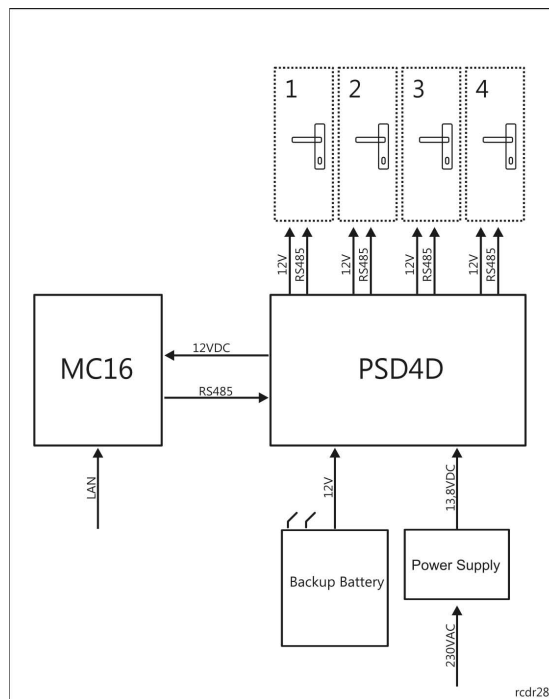 1 2 3 4
12V RS485 12V RS485 12V RS485 12V RS485
MC16
12VDC
RS485
PSD4D
LAN
12V
13,8VDC
Backup Battery
Power Supply
230VAC
rcdr28